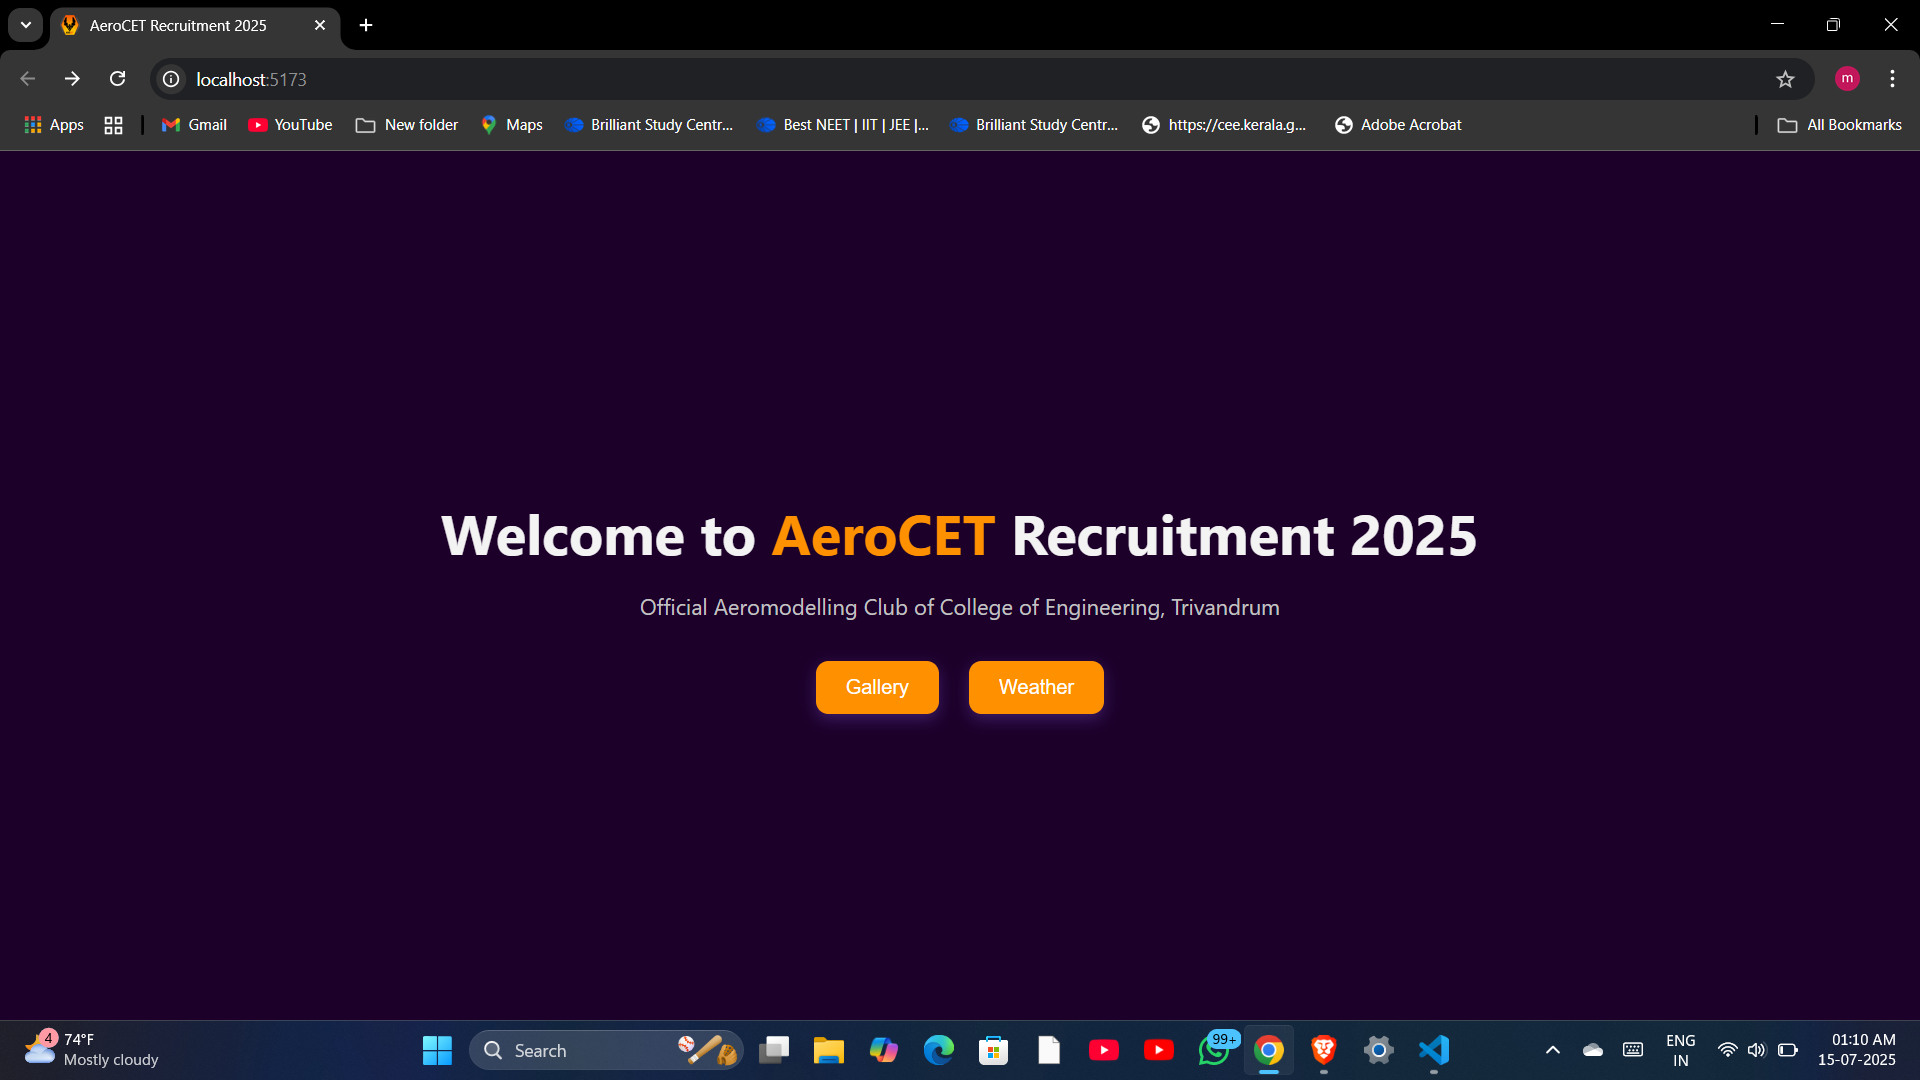 AeroCET Recruitment 2025
localhost:5173
m
Apps
Gmail
YouTube
New folder
Maps
Brilliant Study Centr...
Best NEET | IIT | JEE |...
Brilliant Study Centr...
https://cee.kerala.g...
Adobe Acrobat
All Bookmarks
Welcome to AeroCET Recruitment 2025
Official Aeromodelling Club of College of Engineering, Trivandrum
Gallery
Weather
4
74°F
Mostly cloudy
Search
99+
ENG
IN
01:10 AM
15-07-2025